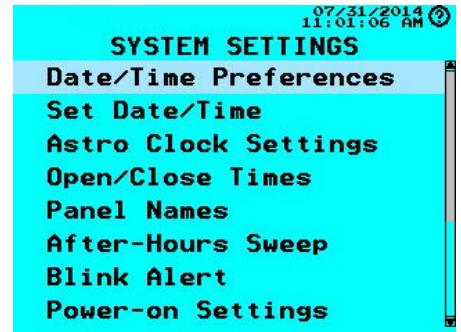 07/31/2014
11:01:06 AM ?
SYSTEM SETTINGS
Date/Time Preferences
Set Date/Time
Astro Clock Settings
Open/Close Times
Panel Names
After-Hours Sweep
Blink Alert
Power-on Settings